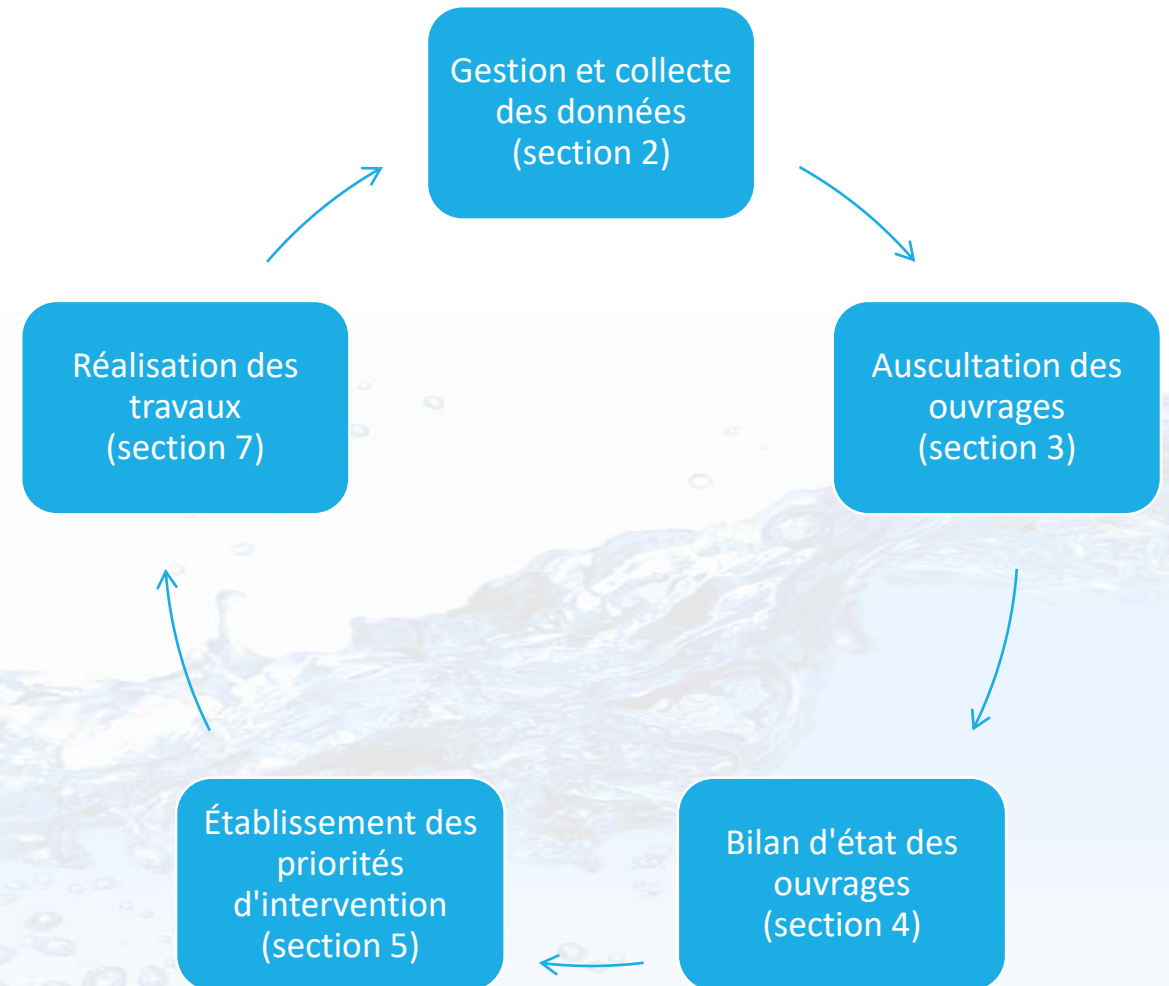 Gestion et collecte
des données
(section 2)
Auscultation des
ouvrages
(section 3)
Bilan d'état des
ouvrages
(section 4)
Établissement des
priorités
d'intervention
(section 5)
Réalisation des
travaux
(section 7)